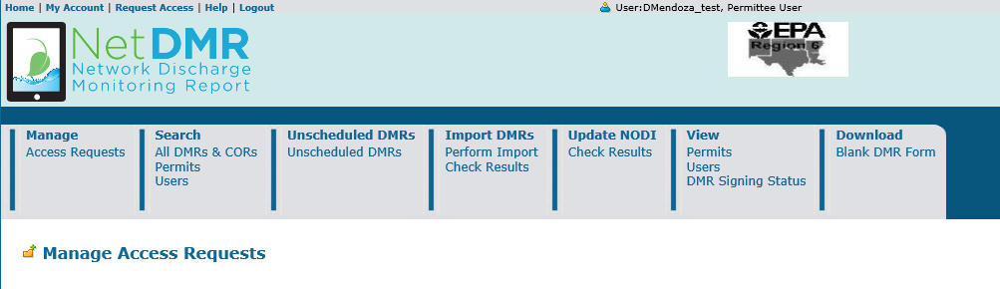 Home | My Account | Request Access | Help | Logout
User:DMendoza_test, Permittee User
NetDMR
Network Discharge
Monitoring Report
EPA
Region 6
Manage
Access Requests
Search
All DMRs & CORs
Permits
Users
Unscheduled DMRs
Unscheduled DMRs
Import DMRs
Perform Import
Check Results
Update NODI
Check Results
View
Permits
Users
DMR Signing Status
Download
Blank DMR Form
Manage Access Requests